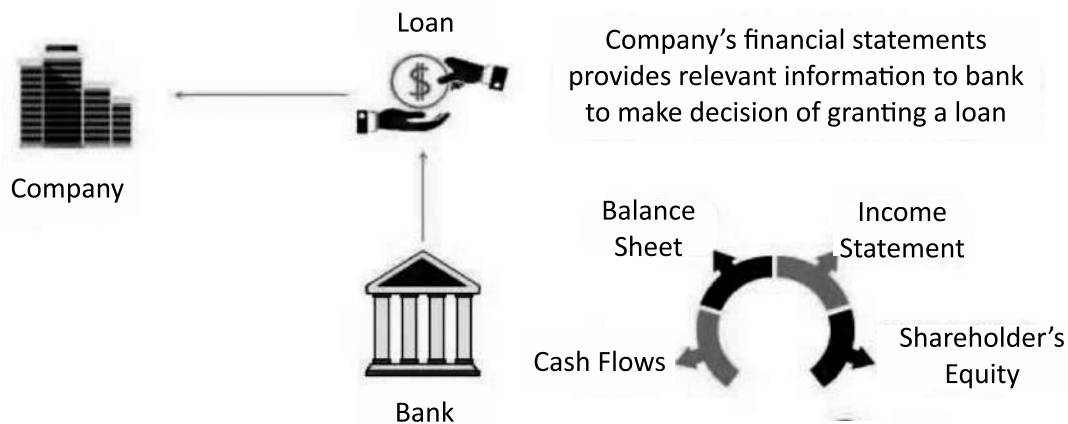 Loan
Company's financial statements
provides relevant information to bank
to make decision of granting a loan
Company
Balance
Sheet
Income
Statement
Cash Flows
Shareholder's
Equity
Bank